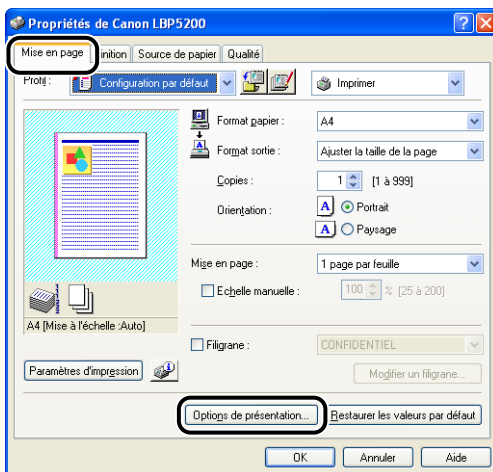 Propriétés de Canon LBP5200
Mise en page inition Source de papier Qualité
Profil : Configuration par défaut Imprimer
Format papier : A4
Format sortie : Ajuster la taille de la page
Copies : 1 [1 à 999]
Orientation : A Portrait
A Paysage
Mise en page : 1 page par feuille
Echelle manuelle : 100 % [25 à 200]
A4 [Mise à l'échelle :Auto]
Filigrane : CONFIDENTIEL
Paramètres d'impression Modifier un filigrane...
Options de présentation... Restaurer les valeurs par défaut
OK Annuler Aide